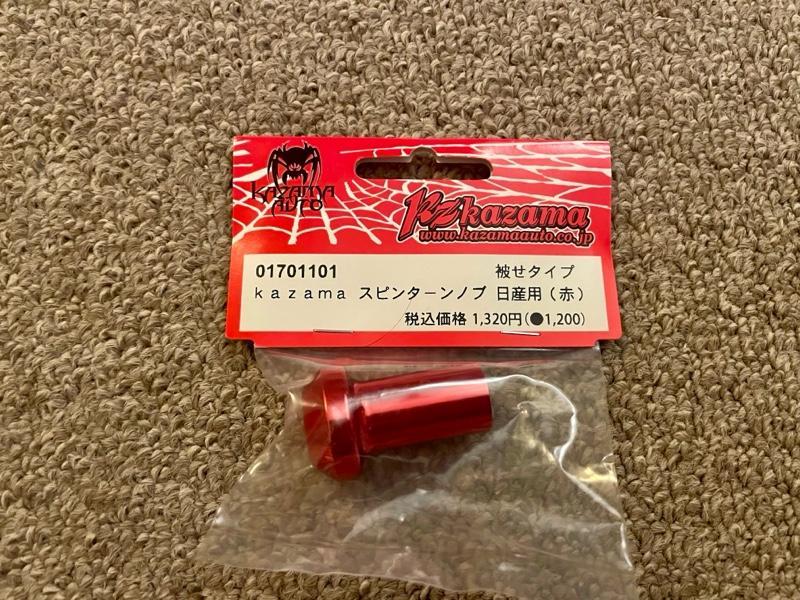 KAZAMA
AUTO
Kz kazama
www.kazamaauto.co.jp
01701101 被せタイプ
kazama スピンターンノブ 日産用(赤)
税込価格 1,320円(●1,200)